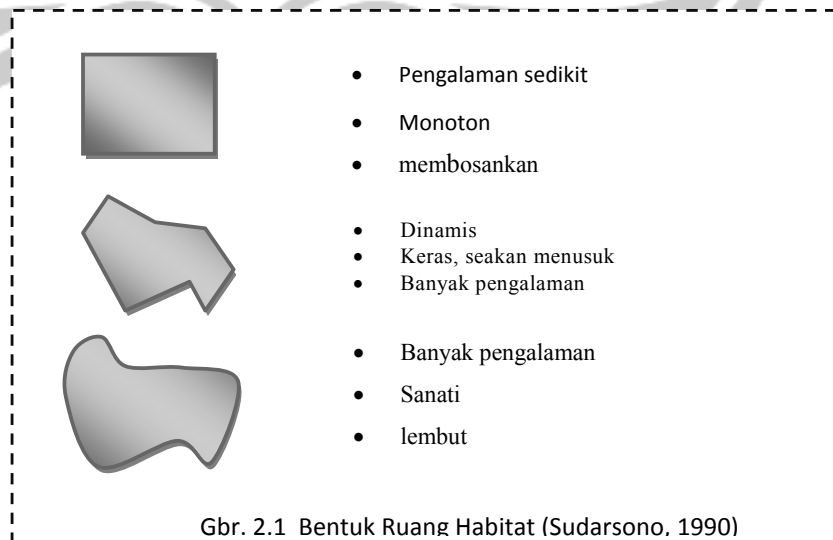 • Pengalaman sedikit
• Monoton
• membosankan
• Dinamis
• Keras, seakan menusuk
• Banyak pengalaman
• Banyak pengalaman
• Sanati
• lembut
Gbr. 2.1 Bentuk Ruang Habitat (Sudarsono, 1990)